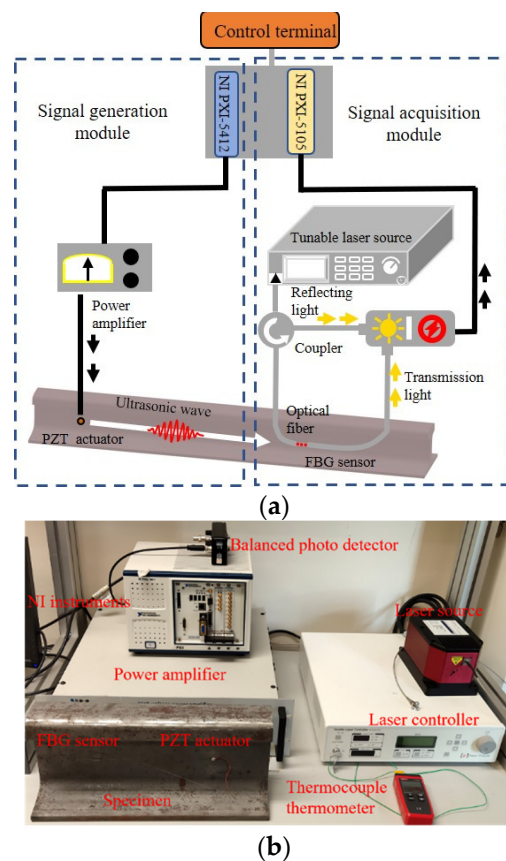 Control terminal
Signal generation
module
NI PXI-5412
NI PXI-5105
Signal acquisition
module
Tunable laser source
Power
amplifier
Reflecting
light
Coupler
Transmission
light
Ultrasonic wave
Optical
fiber
PZT actuator
FBG sensor
(a)
Balanced photo detector
NI instruments
Laser source
Power amplifier
Laser controller
FBG sensor
PZT actuator
Thermocouple
thermometer
Specimen
(b)